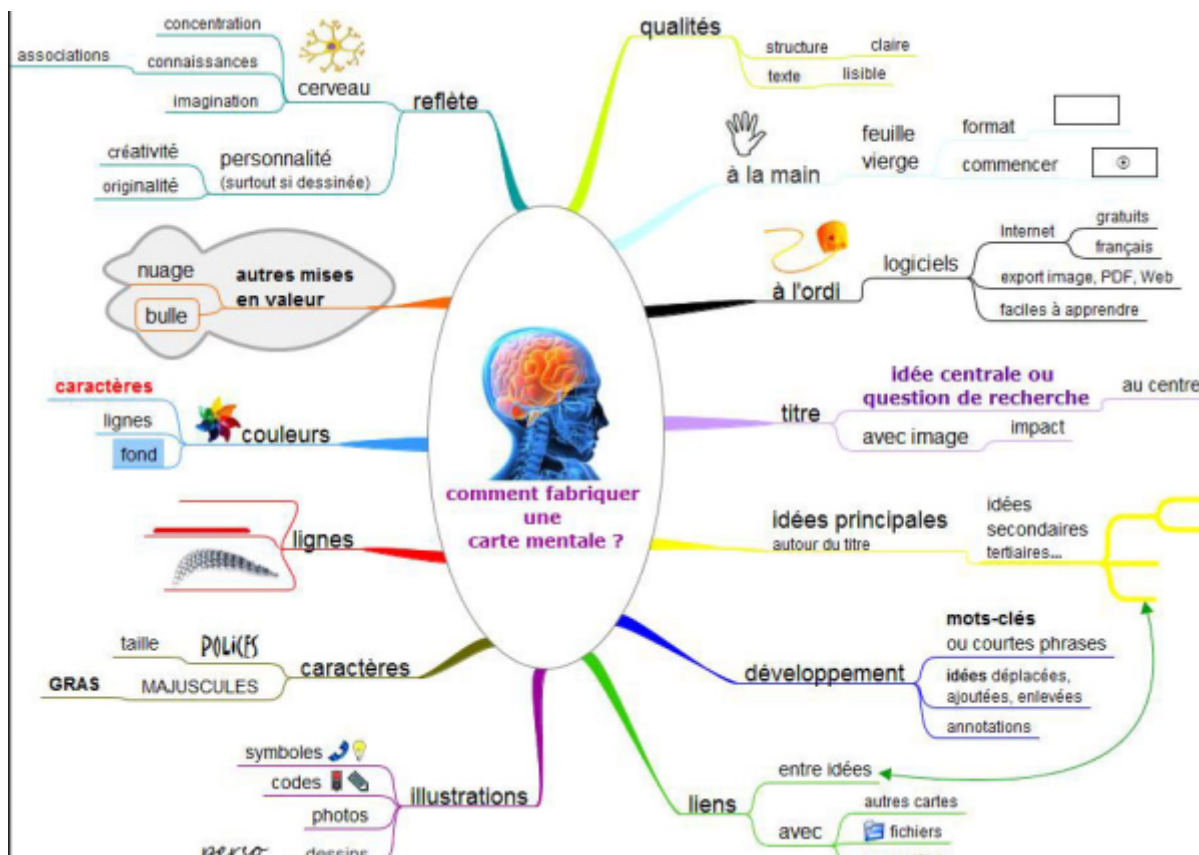 comment fabriquer
une
carte mentale ?
qualités
structure
claire
texte
lisible
à la main
feuille
vierge
format
commencer
à l'ordi
logiciels
Internet
gratuits
français
export image, PDF, Web
faciles à apprendre
titre
idée centrale ou
question de recherche
au centre
avec image
impact
idées principales
autour du titre
idées
secondaires
tertiaires...
développement
mots-clés
ou courtes phrases
idées déplacées,
ajoutées, enlevées
annotations
liens
entre idées
avec
autres cartes
fichiers
illustrations
symboles
codes
photos
dessins
perso
caractères
POLICES
taille
MAJUSCULES
GRAS
lignes
couleurs
caractères
lignes
fond
autres mises
en valeur
nuage
bulle
reflète
cerveau
concentration
connaissances
associations
imagination
personnalité
(surtout si dessinée)
créativité
originalité